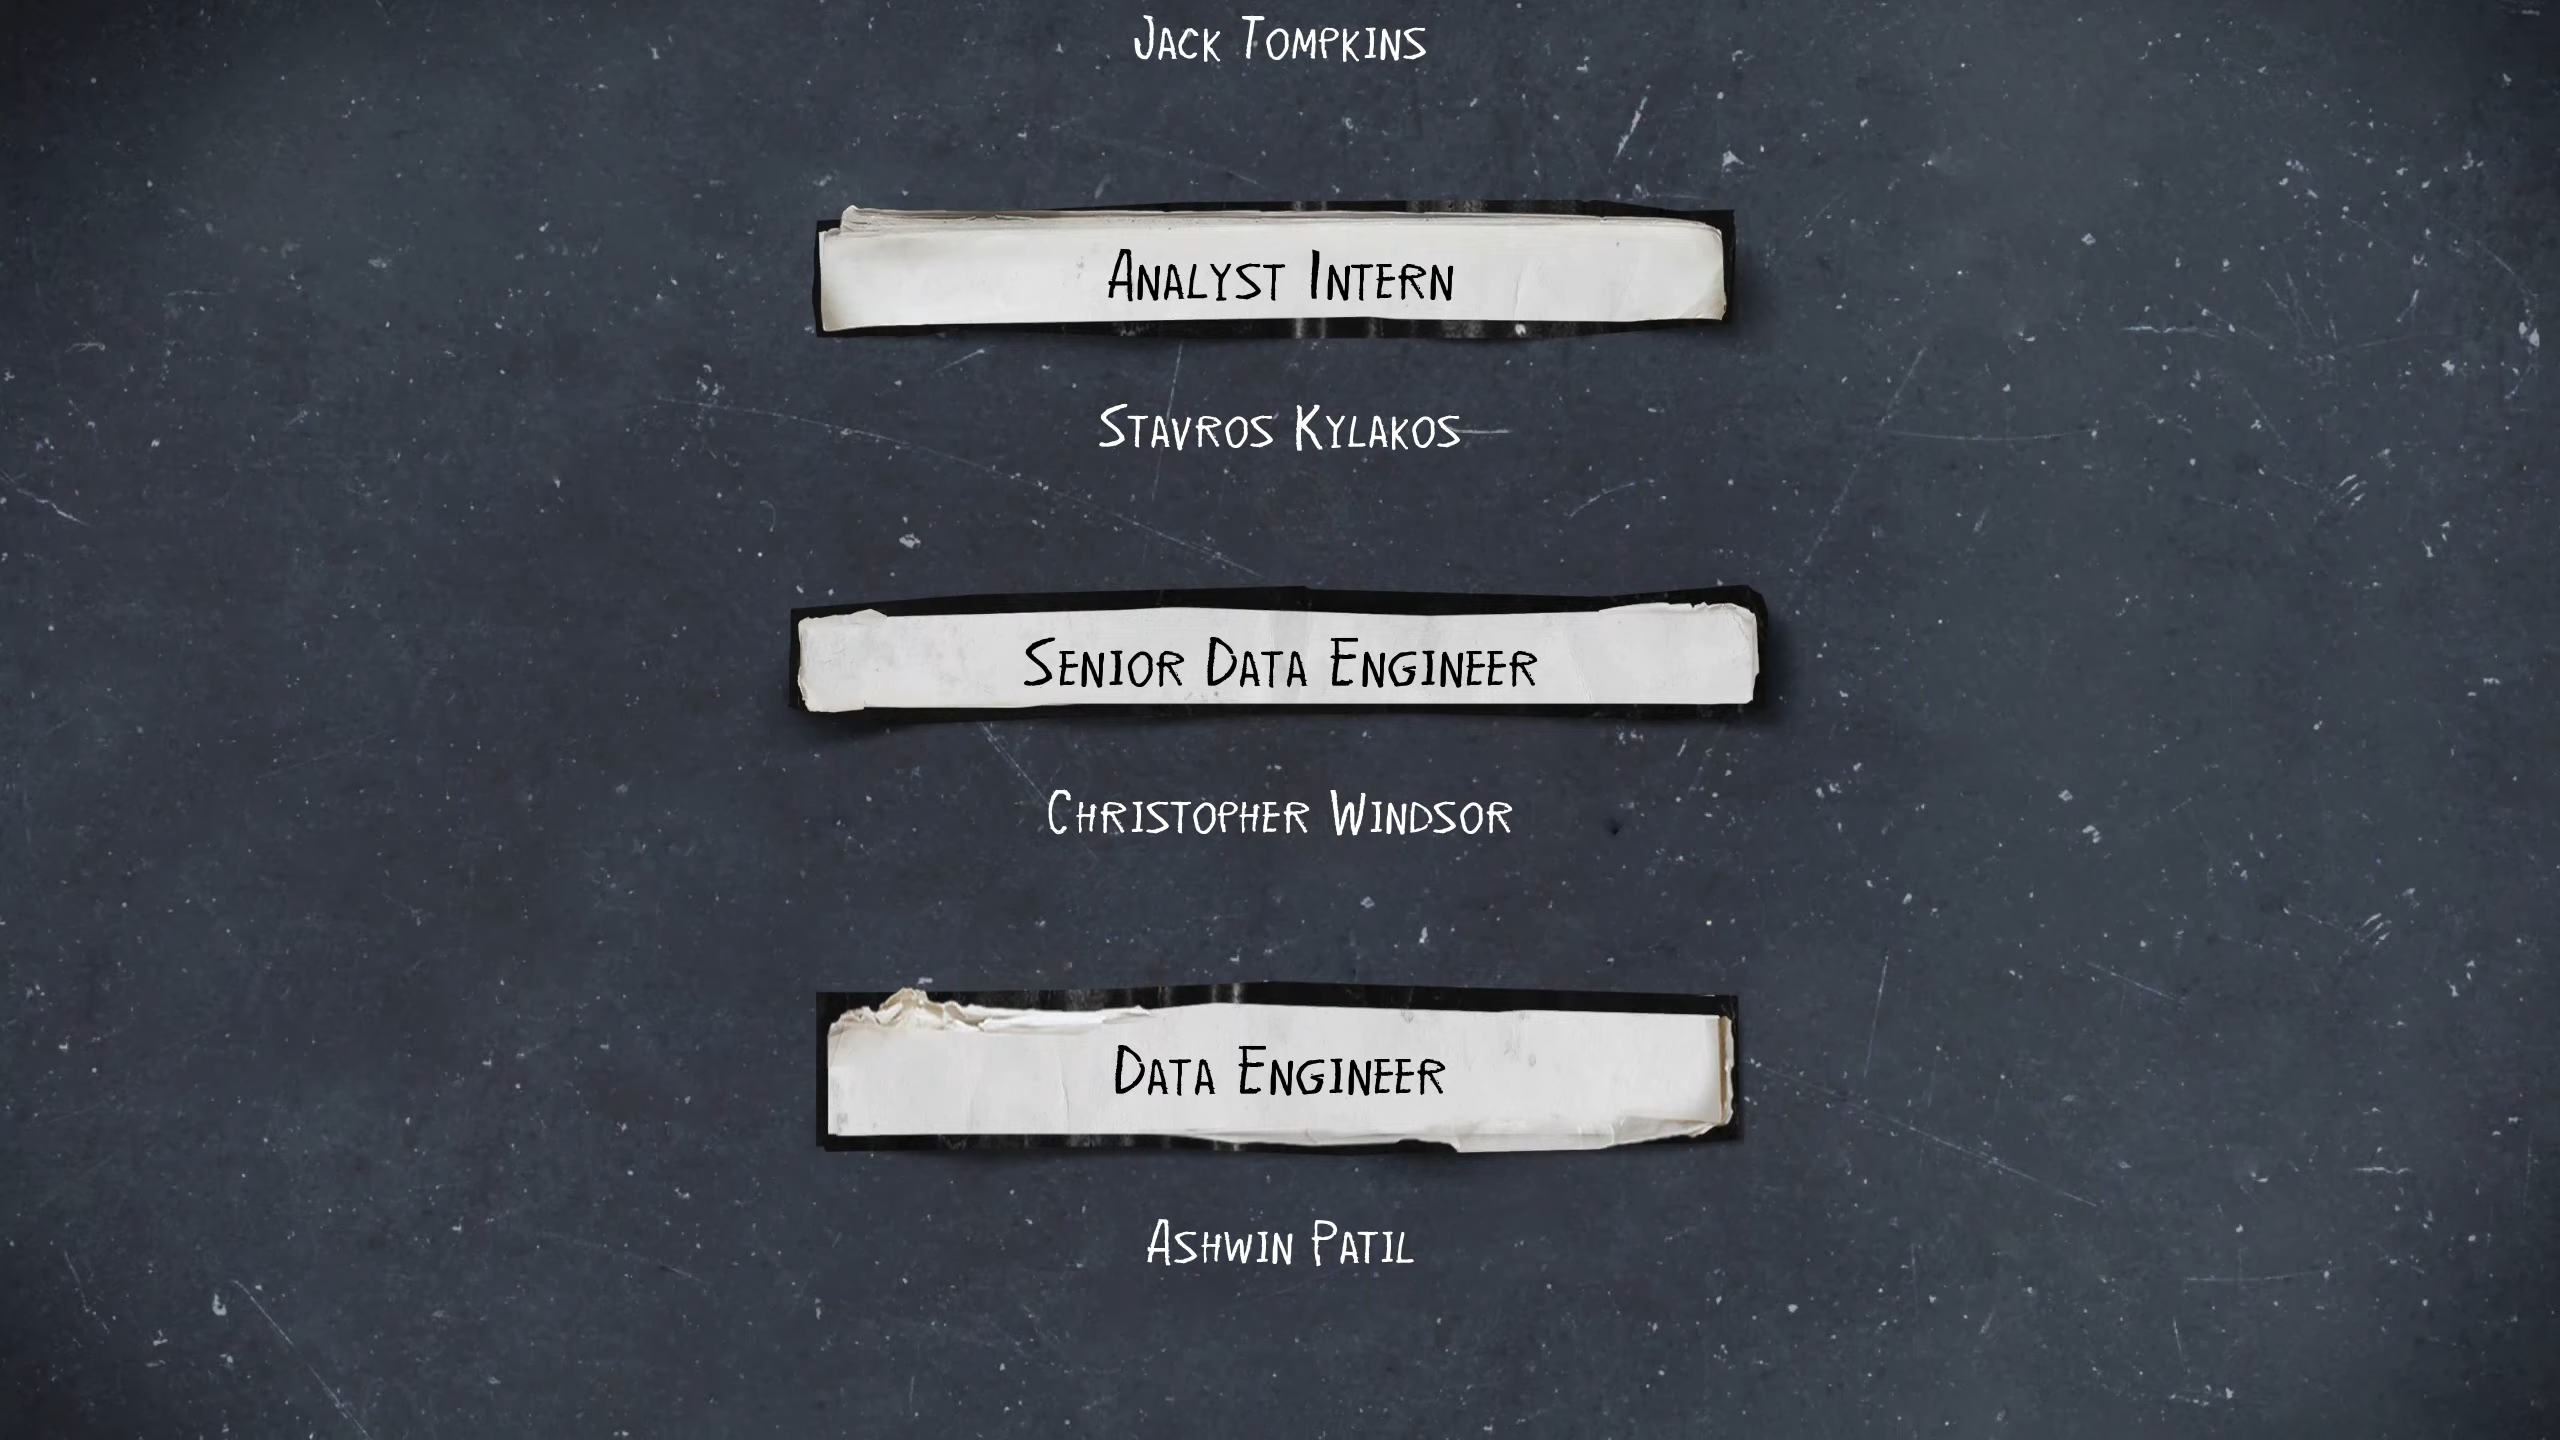 Jack Tompkins
Analyst Intern
Stavros Kylakos
Senior Data Engineer
Christopher Windsor
Data Engineer
Ashwin Patil